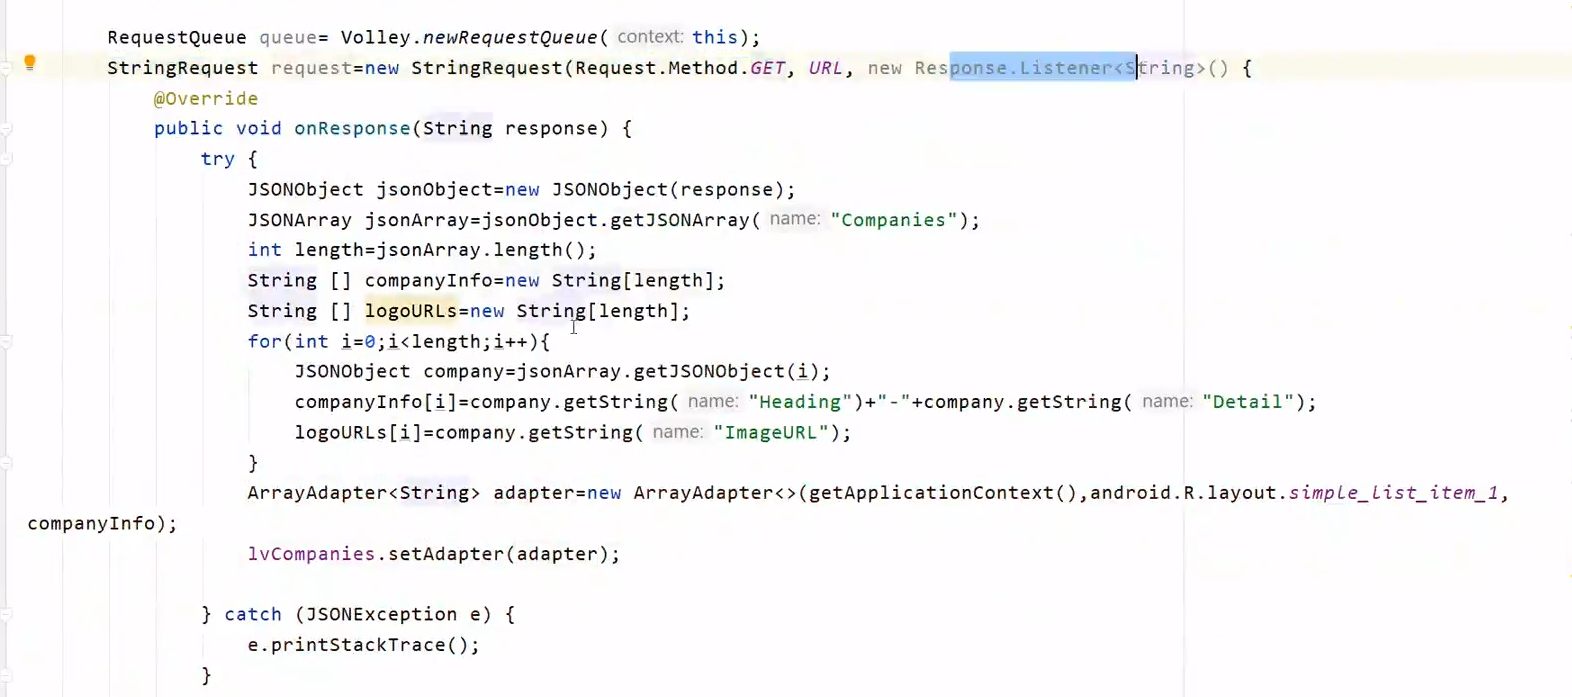 RequestQueue queue= Volley.newRequestQueue( context: this);
StringRequest request=new StringRequest(Request.Method.GET, URL, new Response.Listener<String>() {
@Override
public void onResponse(String response) {
try {
JSONObject jsonObject=new JSONObject(response);
JSONArray jsonArray=jsonObject.getJSONArray( name: "Companies");
int length=jsonArray.length();
String [] companyInfo=new String[length];
String [] logoURLs=new String[length];
for(int i=0;i<length;i++){
JSONObject company=jsonArray.getJSONObject(i);
companyInfo[i]=company.getString( name: "Heading")+"-"+company.getString( name: "Detail");
logoURLs[i]=company.getString( name: "ImageURL");
}
ArrayAdapter<String> adapter=new ArrayAdapter<>(getApplicationContext(),android.R.layout.simple_list_item_1,
companyInfo);
lvCompanies.setAdapter(adapter);
} catch (JSONException e) {
e.printStackTrace();
}